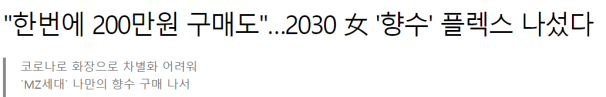 "한번에 200만원 구매도"...2030 女 '향수' 플렉스 나섰다
코로나로 화장으로 차별화 어려워
'MZ세대' 나만의 향수 구매 나서